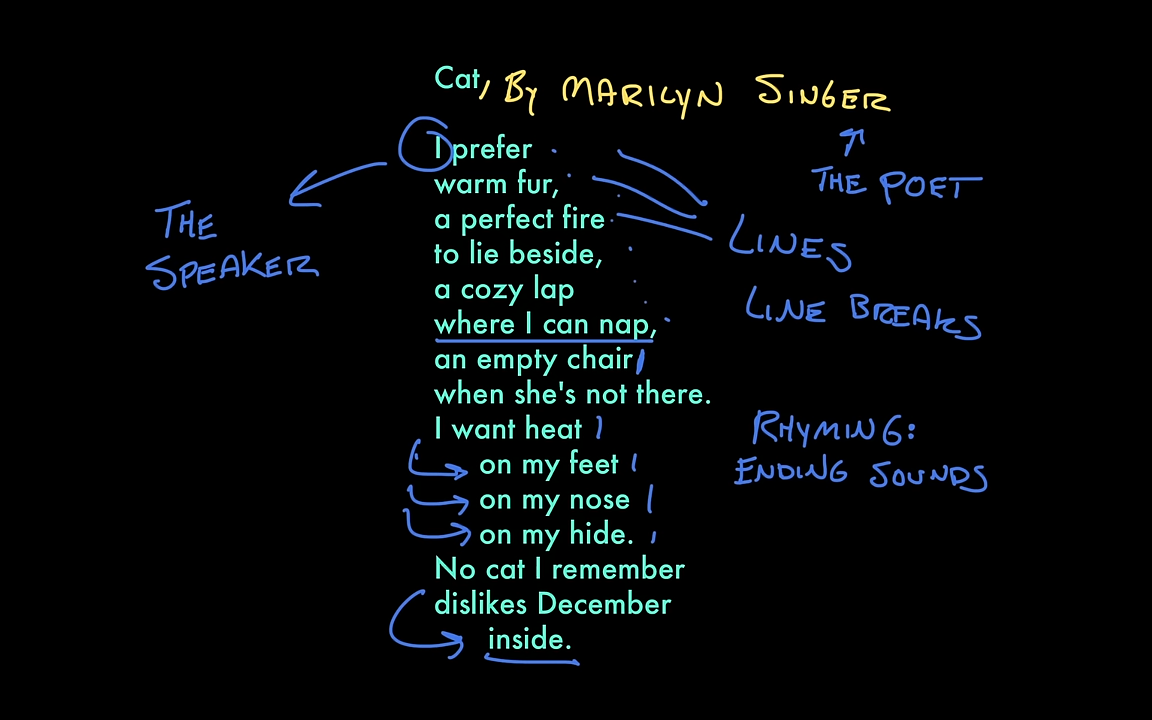 Cat, By MARILYN SINGER
I prefer
warm fur,
a perfect fire
to lie beside,
a cozy lap
where I can nap,
an empty chair
when she's not there.
I want heat
on my feet
on my nose
on my hide.
No cat I remember
dislikes December
inside.
THE
SPEAKER
THE POET
LINES
LINE BREAKS
RHYMING:
ENDING SOUNDS